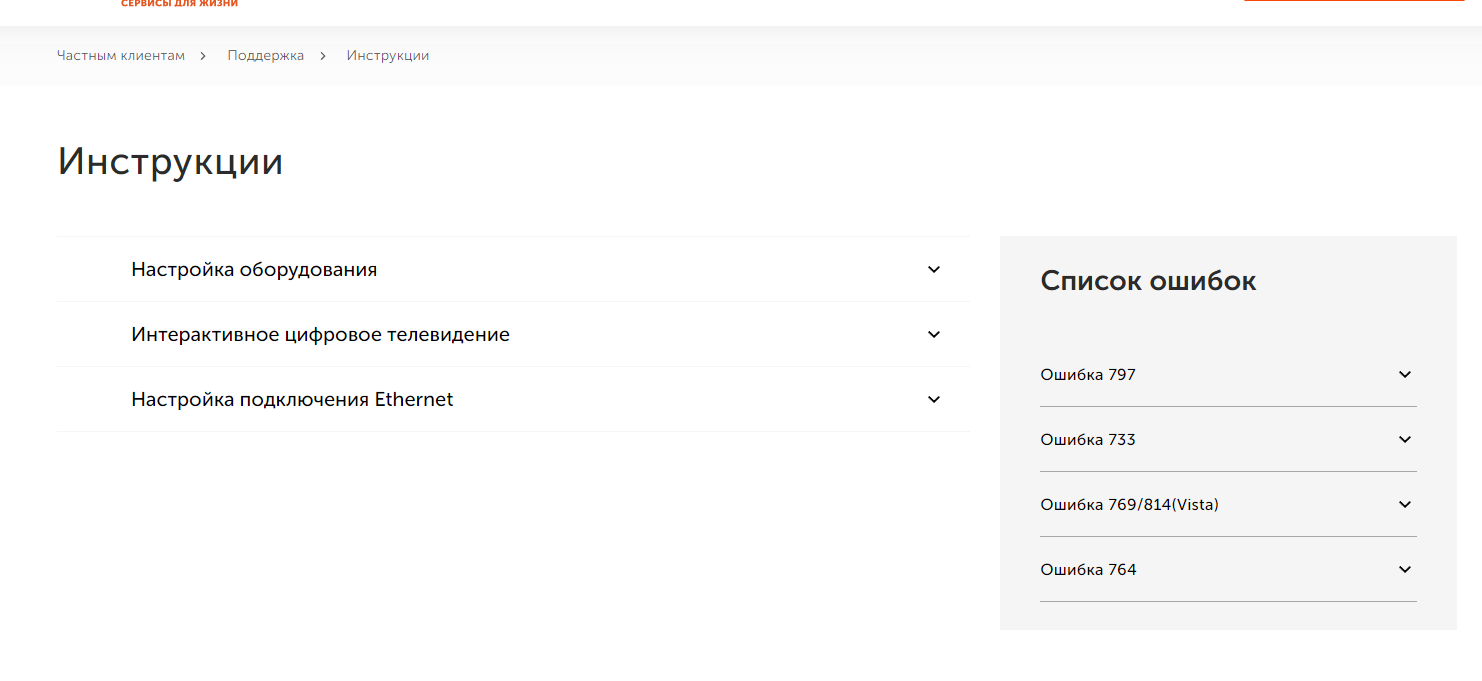 СЕРВИСЫ ДЛЯ ЖИЗНИ
Частным клиентам > Поддержка > Инструкции
Инструкции
Настройка оборудования
Интерактивное цифровое телевидение
Настройка подключения Ethernet
Список ошибок
Ошибка 797
Ошибка 733
Ошибка 769/814(Vista)
Ошибка 764